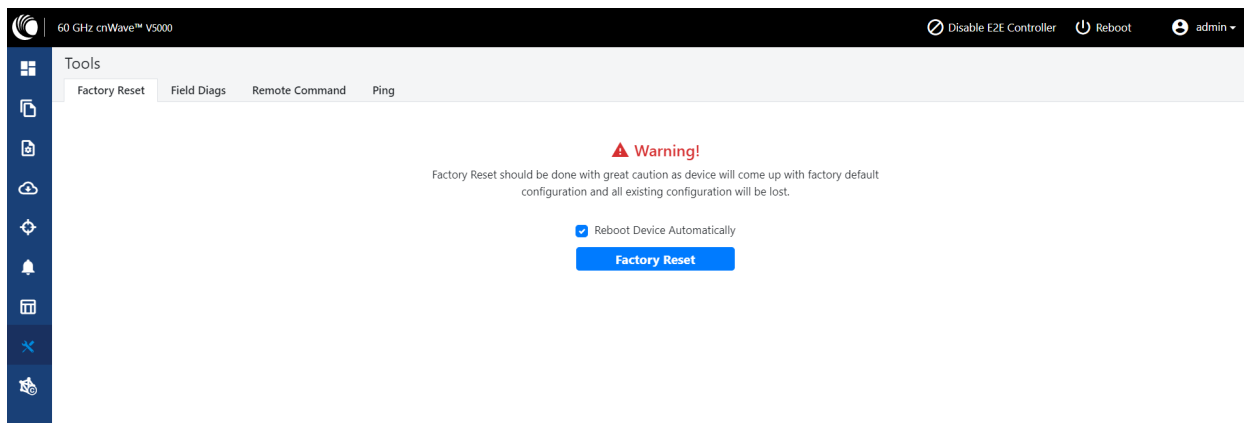 60 GHz cnWave™ V5000
Disable E2E Controller
Reboot
admin
Tools
Factory Reset
Field Diags
Remote Command
Ping
Warning!
Factory Reset should be done with great caution as device will come up with factory default
configuration and all existing configuration will be lost.
Reboot Device Automatically
Factory Reset